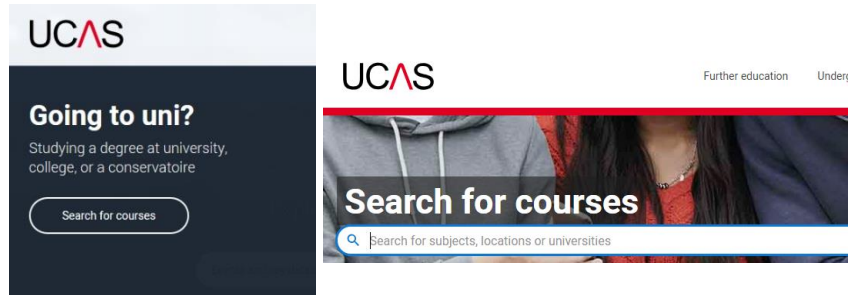 UCAS
Going to uni?
Studying a degree at university,
college, or a conservatoire
Search for courses
UCAS
Further education
Search for courses
Search for subjects, locations or universities